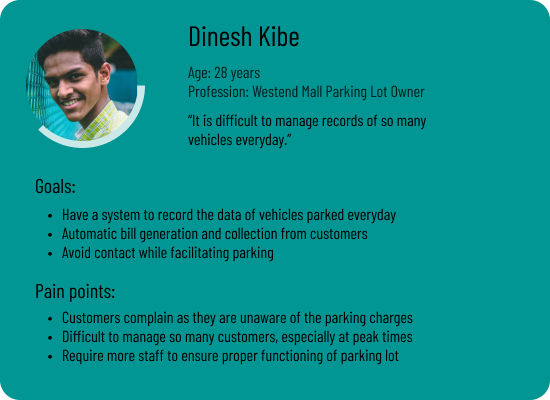 Dinesh Kibe
Age: 28 years
Profession: Westend Mall Parking Lot Owner
“It is difficult to manage records of so many
vehicles everyday.”
Goals:
• Have a system to record the data of vehicles parked everyday
• Automatic bill generation and collection from customers
• Avoid contact while facilitating parking
Pain points:
• Customers complain as they are unaware of the parking charges
• Difficult to manage so many customers, especially at peak times
• Require more staff to ensure proper functioning of parking lot